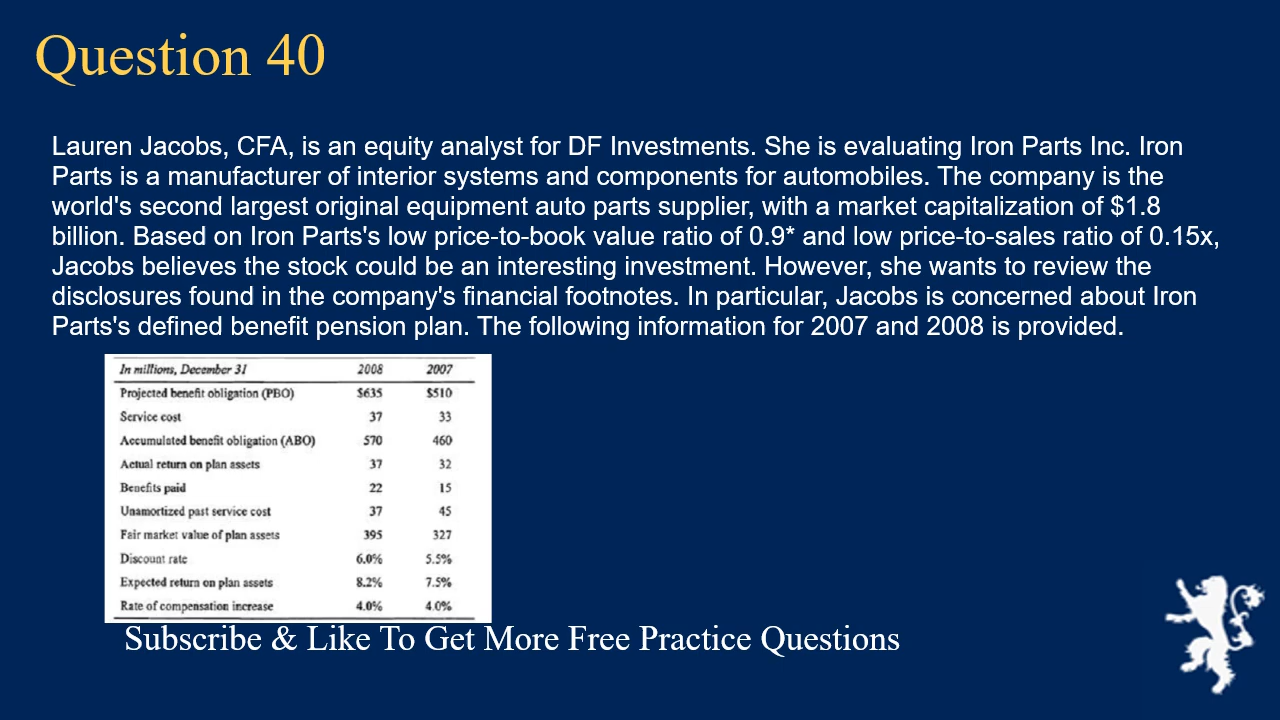 Question 40
Lauren Jacobs, CFA, is an equity analyst for DF Investments. She is evaluating Iron Parts Inc. Iron
Parts is a manufacturer of interior systems and components for automobiles. The company is the
world's second largest original equipment auto parts supplier, with a market capitalization of $1.8
billion. Based on Iron Parts's low price-to-book value ratio of 0.9* and low price-to-sales ratio of 0.15x,
Jacobs believes the stock could be an interesting investment. However, she wants to review the
disclosures found in the company's financial footnotes. In particular, Jacobs is concerned about Iron
Parts's defined benefit pension plan. The following information for 2007 and 2008 is provided.
In millions, December 31 2008 2007
Projected benefit obligation (PBO) $635 $510
Service cost 37 33
Accumulated benefit obligation (ABO) 570 460
Actual return on plan assets 37 32
Benefits paid 22 15
Unamortized past service cost 37 45
Fair market value of plan assets 395 327
Discount rate 6.0% 5.5%
Expected return on plan assets 8.2% 7.5%
Rate of compensation increase 4.0% 4.0%
Subscribe & Like To Get More Free Practice Questions